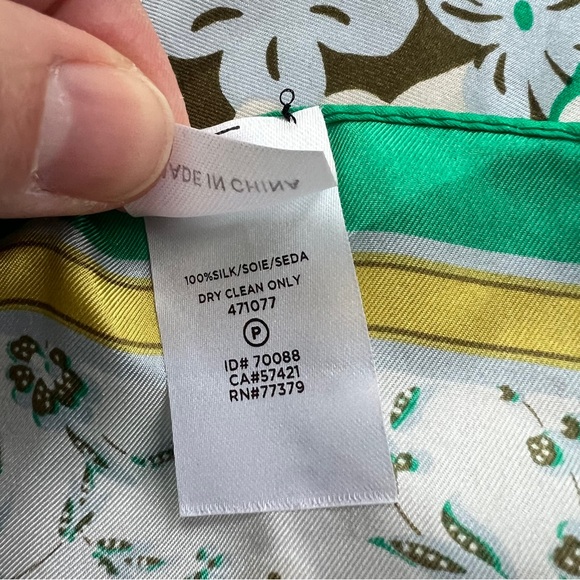 MADE IN CHINA
100%SILK/SOIE/SEDA
DRY CLEAN ONLY
471077
P
ID# 70088
CA#57421
RN#77379